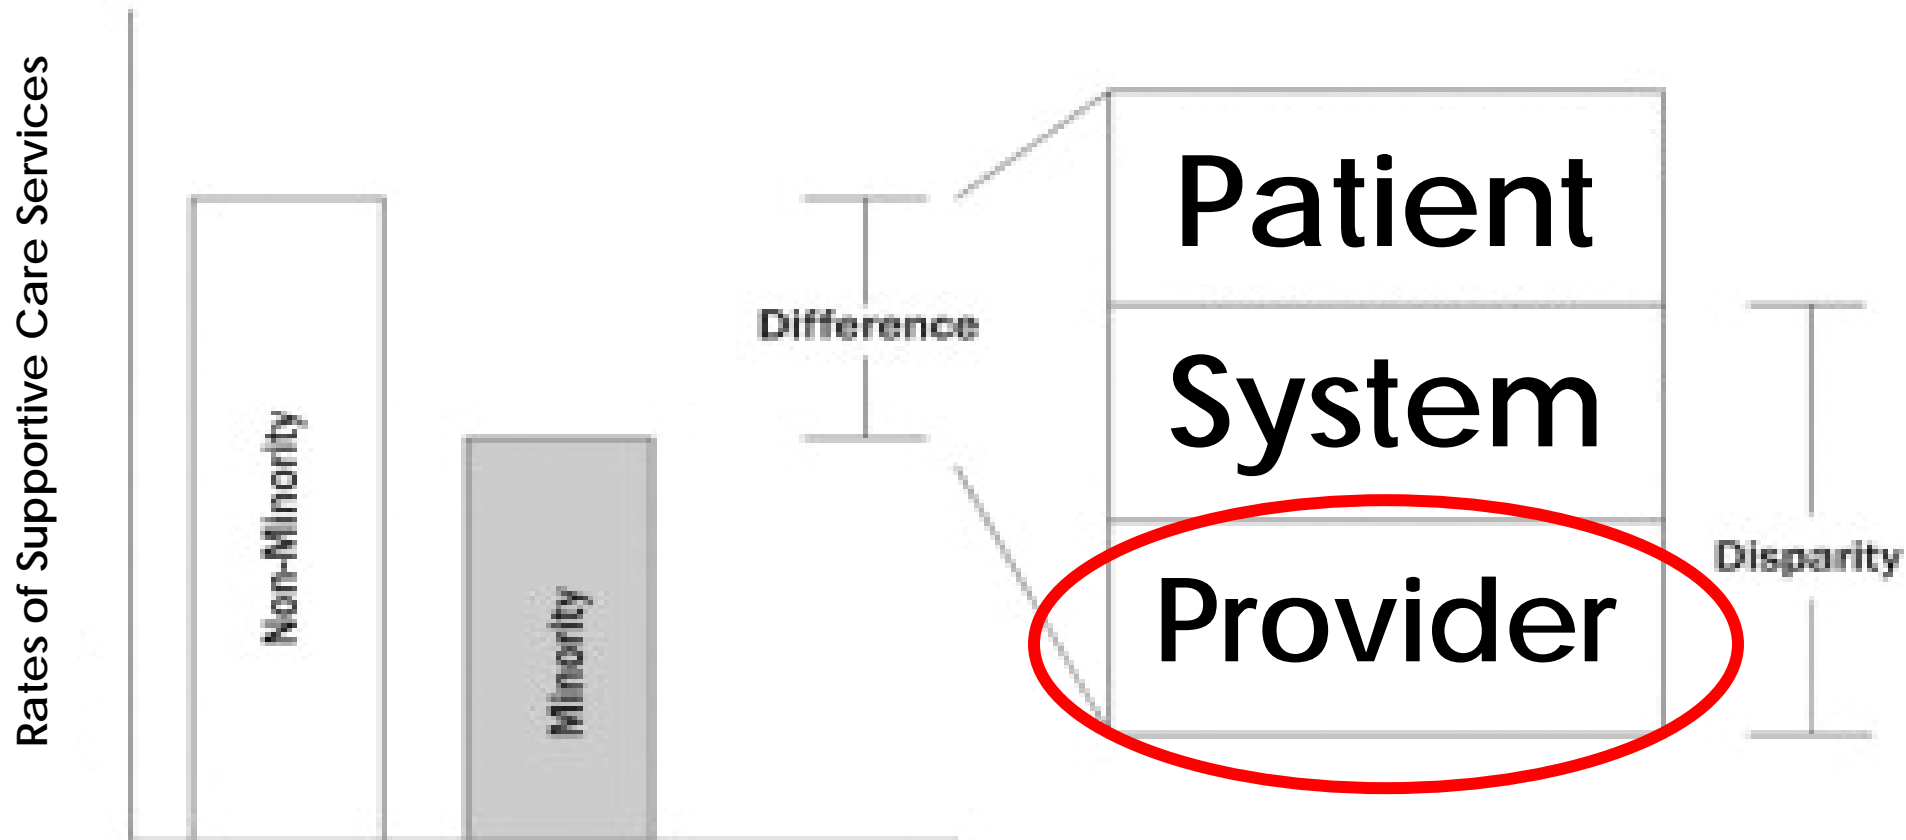 Rates of Supportive Care Services
Non-Minority
Minority
Difference
Patient
System
Provider
Disparity